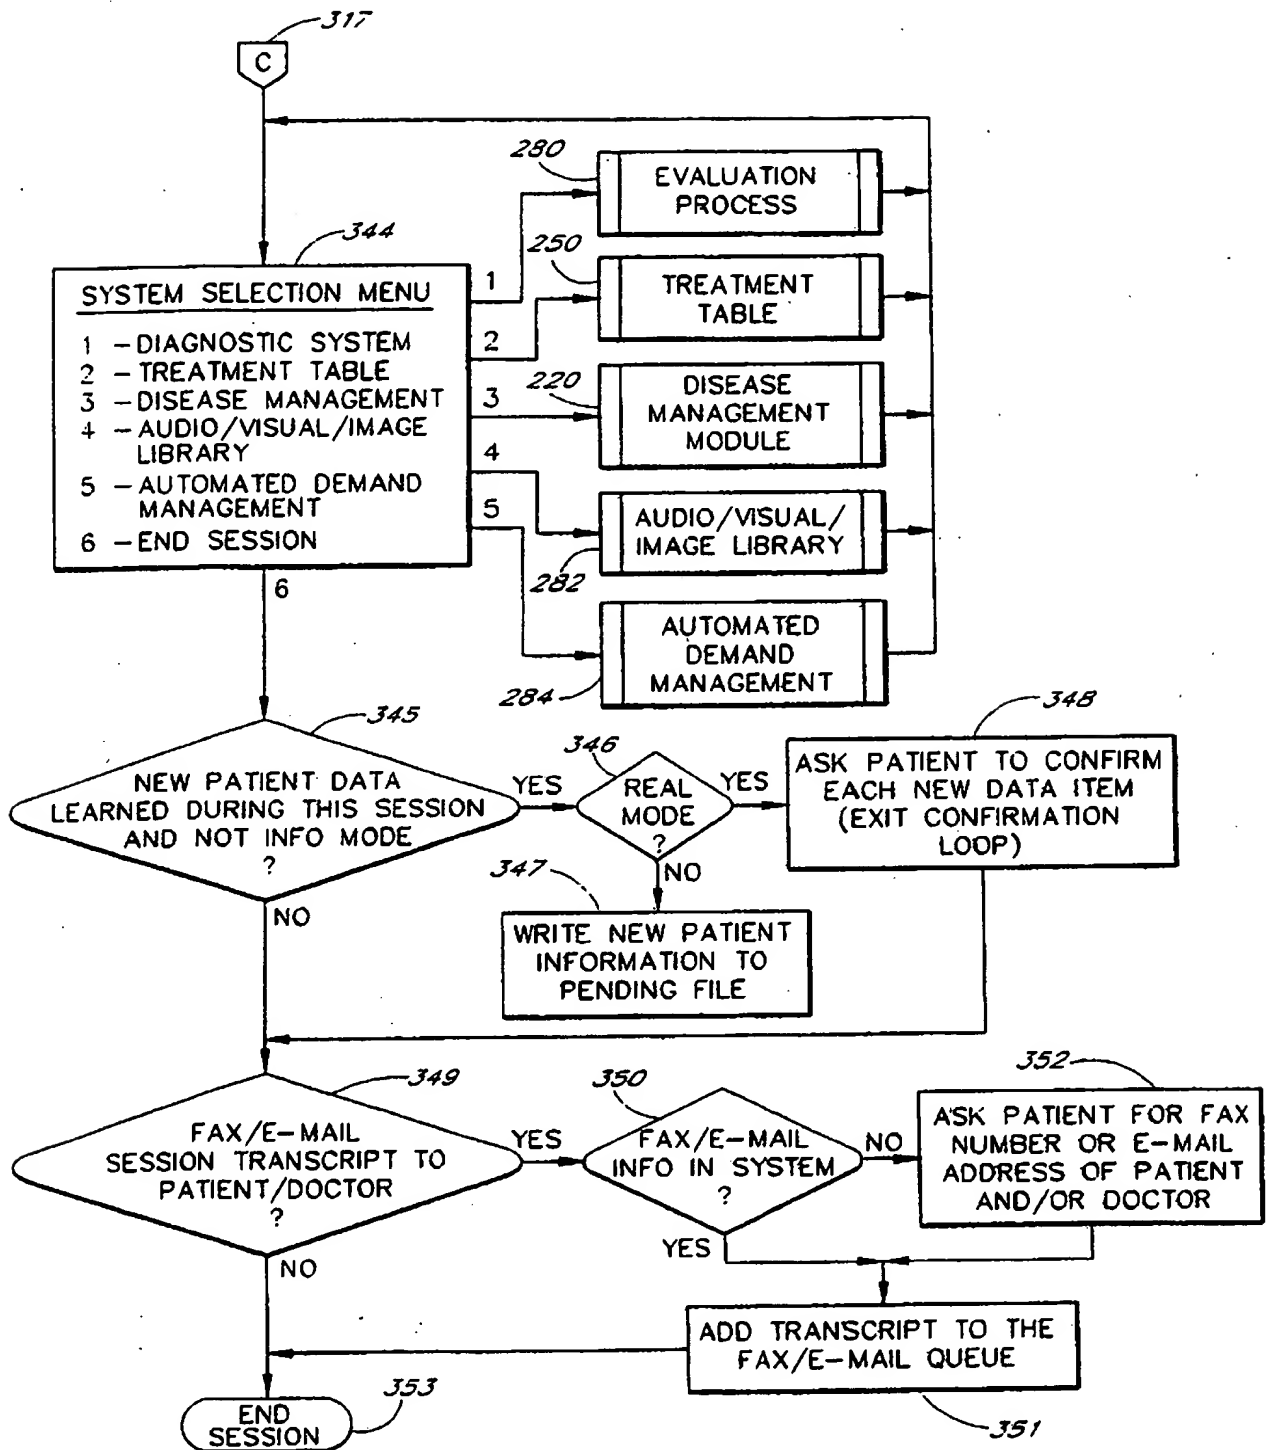 317
C
280
EVALUATION
PROCESS
344
250
SYSTEM SELECTION MENU
1
TREATMENT
TABLE
1 – DIAGNOSTIC SYSTEM
2
2 – TREATMENT TABLE
3 – DISEASE MANAGEMENT
3
220
DISEASE
MANAGEMENT
MODULE
4 – AUDIO/VISUAL/IMAGE
LIBRARY
4
5 – AUTOMATED DEMAND
MANAGEMENT
5
AUDIO/VISUAL/
IMAGE LIBRARY
6 – END SESSION
282
6
AUTOMATED
DEMAND
MANAGEMENT
284
345
NEW PATIENT DATA
LEARNED DURING THIS SESSION
AND NOT INFO MODE
?
YES
346
REAL
MODE
?
YES
348
ASK PATIENT TO CONFIRM
EACH NEW DATA ITEM
(EXIT CONFIRMATION
LOOP)
NO
347
NO
WRITE NEW PATIENT
INFORMATION TO
PENDING FILE
349
FAX/E-MAIL
SESSION TRANSCRIPT TO
PATIENT/DOCTOR
?
YES
350
FAX/E-MAIL
INFO IN SYSTEM
?
NO
352
ASK PATIENT FOR FAX
NUMBER OR E-MAIL
ADDRESS OF PATIENT
AND/OR DOCTOR
YES
NO
ADD TRANSCRIPT TO THE
FAX/E-MAIL QUEUE
351
END
SESSION
353